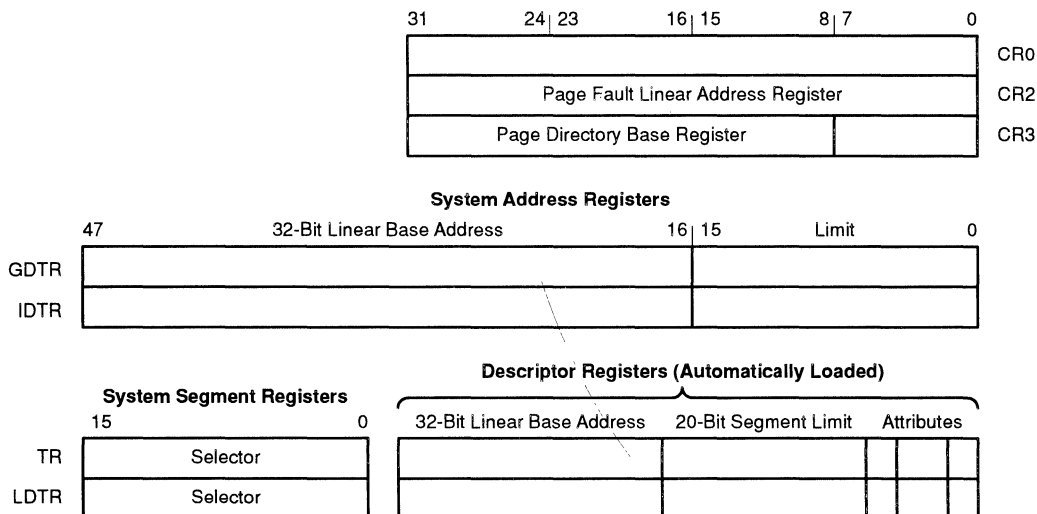 31 24 23 16 15 8 7 0
CR0
Page Fault Linear Address Register CR2
Page Directory Base Register CR3
System Address Registers
47 32-Bit Linear Base Address 16 15 Limit 0
GDTR
IDTR
Descriptor Registers (Automatically Loaded)
System Segment Registers
15 0 32-Bit Linear Base Address 20-Bit Segment Limit Attributes
TR Selector
LDTR Selector